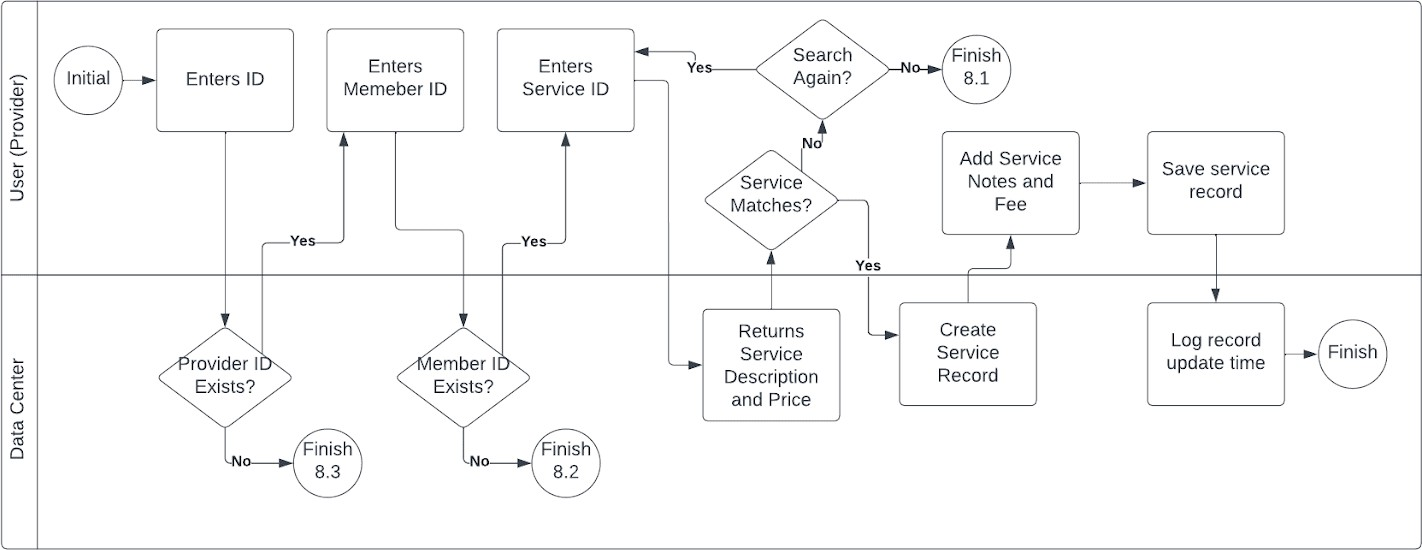 User (Provider)
Initial
Enters ID
Enters
Memeber ID
Enters
Service ID
Yes
Search
Again?
No
Finish
8.1
No
Service
Matches?
Yes
Add Service
Notes and
Fee
Save service
record
Yes
Yes
Data Center
Provider ID
Exists?
No
Finish
8.3
Member ID
Exists?
No
Finish
8.2
Returns
Service
Description
and Price
Create
Service
Record
Log record
update time
Finish